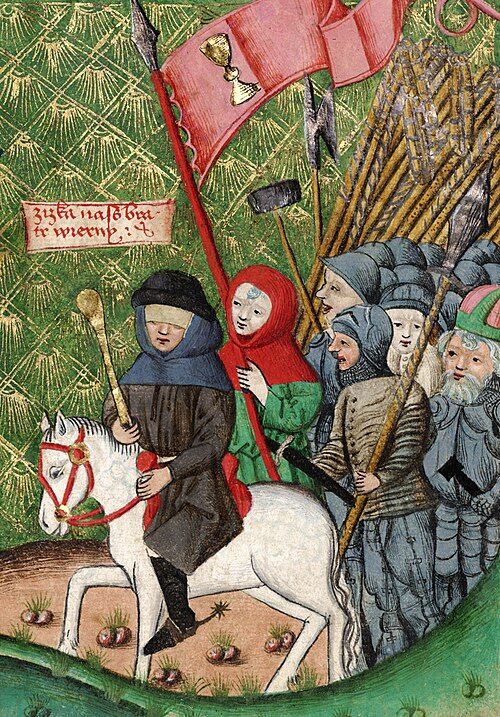 zizka nass bra-
tr wierny, ⁊c̃